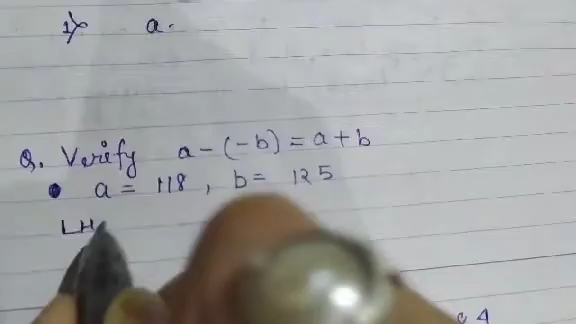 1) a.
Q. Verify a - (-b) = a + b
• a = 118 , b = 125
LH